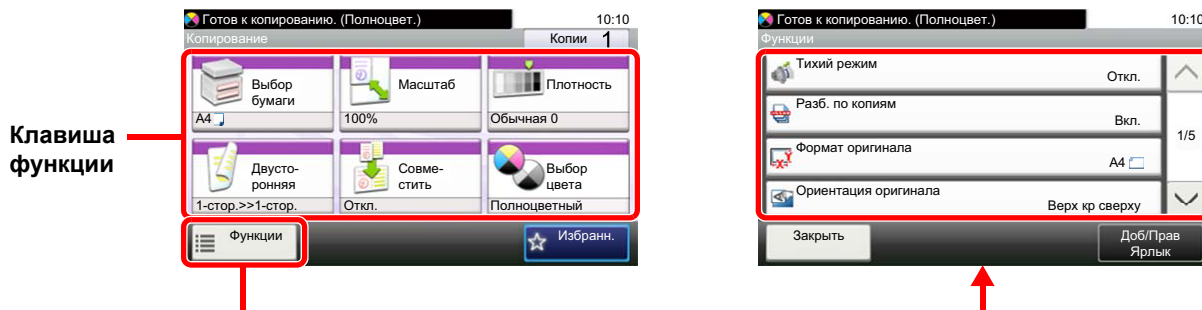 Клавиша
функции
Готов к копированию. (Полноцвет.)
10:10
Копирование
Копии 1
Выбор
бумаги
A4
Масштаб
100%
Плотность
Обычная 0
Двусто-
ронняя
1-стор.>>1-стор.
Совме-
стить
Откл.
Выбор
цвета
Полноцветный
Функции
Избранн.
Готов к копированию. (Полноцвет.)
10:10
Функции
Тихий режим
Откл.
Разб. по копиям
Вкл.
Формат оригинала
A4
Ориентация оригинала
Верх кр сверху
1/5
Закрыть
Доб/Прав
Ярлык